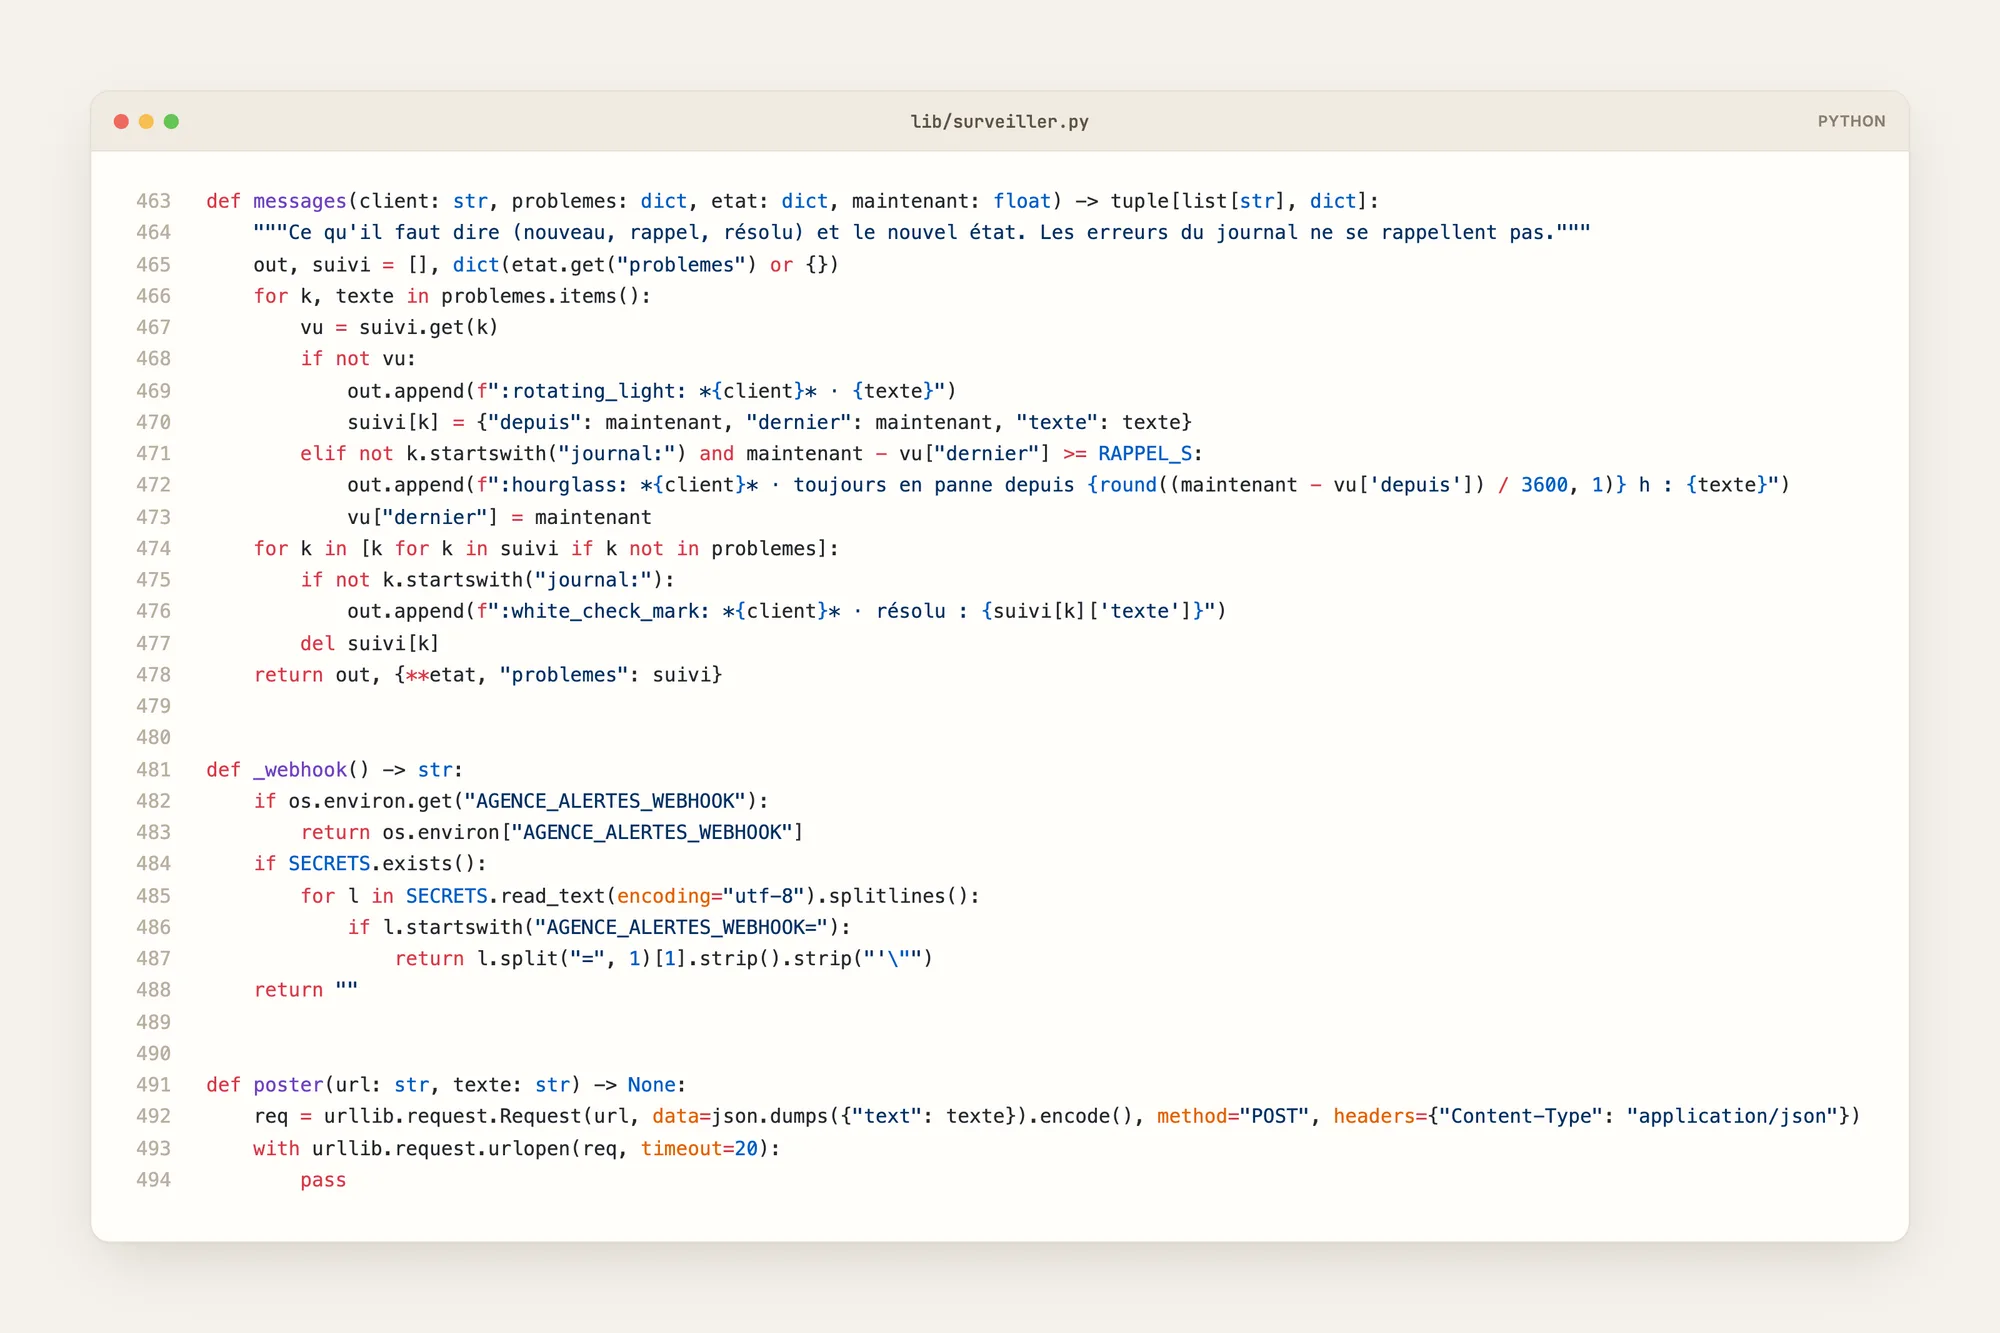 lib/surveiller.py
PYTHON
463 def messages(client: str, problemes: dict, etat: dict, maintenant: float) -> tuple[list[str], dict]:
464     """Ce qu'il faut dire (nouveau, rappel, résolu) et le nouvel état. Les erreurs du journal ne se rappellent pas."""
465     out, suivi = [], dict(etat.get("problemes") or {})
466     for k, texte in problemes.items():
467         vu = suivi.get(k)
468         if not vu:
469             out.append(f":rotating_light: *{client}* · {texte}")
470             suivi[k] = {"depuis": maintenant, "dernier": maintenant, "texte": texte}
471         elif not k.startswith("journal:") and maintenant - vu["dernier"] >= RAPPEL_S:
472             out.append(f":hourglass: *{client}* · toujours en panne depuis {round((maintenant - vu['depuis']) / 3600, 1)} h : {texte}")
473             vu["dernier"] = maintenant
474     for k in [k for k in suivi if k not in problemes]:
475         if not k.startswith("journal:"):
476             out.append(f":white_check_mark: *{client}* · résolu : {suivi[k]['texte']}")
477         del suivi[k]
478     return out, {**etat, "problemes": suivi}
479
480
481 def _webhook() -> str:
482     if os.environ.get("AGENCE_ALERTES_WEBHOOK"):
483         return os.environ["AGENCE_ALERTES_WEBHOOK"]
484     if SECRETS.exists():
485         for l in SECRETS.read_text(encoding="utf-8").splitlines():
486             if l.startswith("AGENCE_ALERTES_WEBHOOK="):
487                 return l.split("=", 1)[1].strip().strip("'\"")
488     return ""
489
490
491 def poster(url: str, texte: str) -> None:
492     req = urllib.request.Request(url, data=json.dumps({"text": texte}).encode(), method="POST", headers={"Content-Type": "application/json"})
493     with urllib.request.urlopen(req, timeout=20):
494         pass